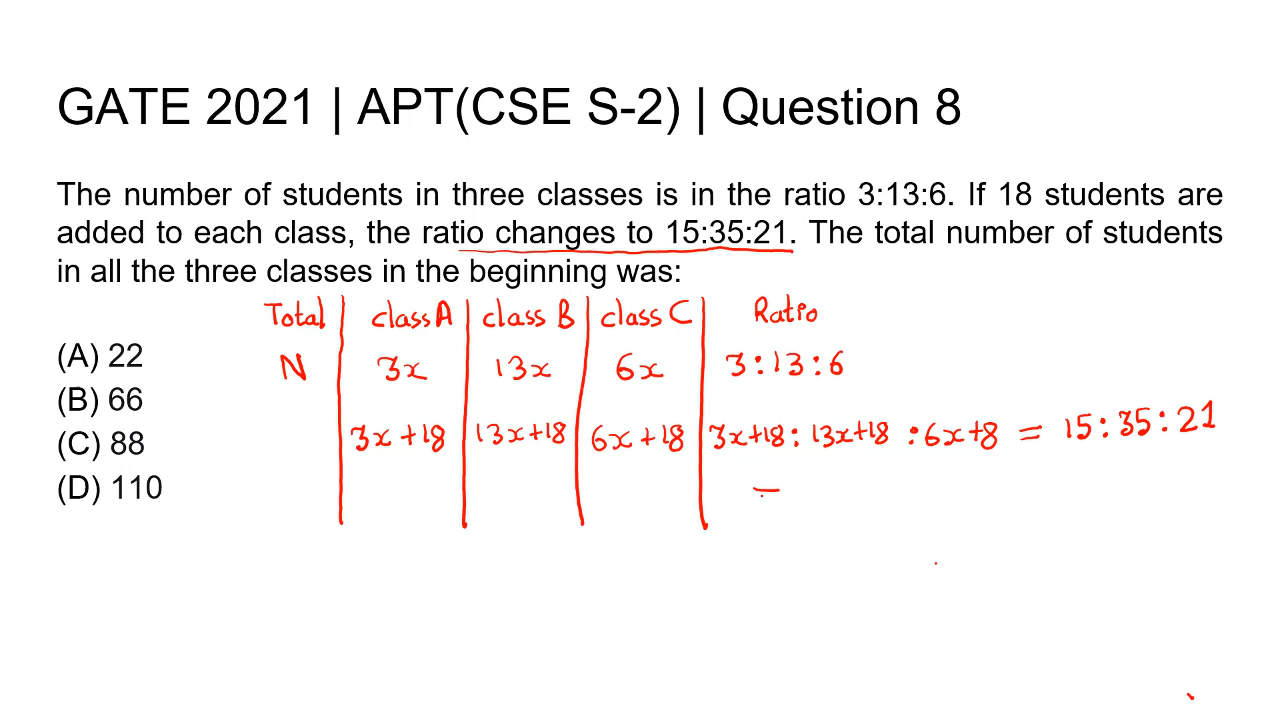 GATE 2021 | APT(CSE S-2) | Question 8
The number of students in three classes is in the ratio 3:13:6. If 18 students are
added to each class, the ratio changes to 15:35:21. The total number of students
in all the three classes in the beginning was:
Total class A class B class C Ratio
(A) 22
N 3x 13x 6x 3:13:6
(B) 66
3x+18 13x+18 6x+18 3x+18:13x+18:6x+8 = 15:35:21
(C) 88
(D) 110